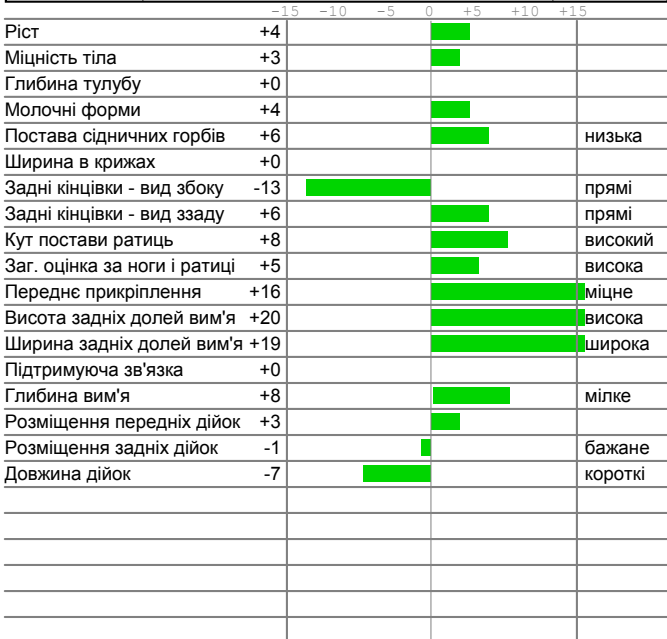 -15 -10 -5 0 +5 +10 +15
Ріст +4
Міцність тіла +3
Глибина тулубу +0
Молочні форми +4
Постава сідничних горбів +6 низька
Ширина в крижах +0
Задні кінцівки - вид збоку -13 прямі
Задні кінцівки - вид ззаду +6 прямі
Кут постави ратиць +8 високий
Заг. оцінка за ноги і ратиці +5 висока
Переднє прикріплення +16 міцне
Висота задніх долей вим'я +20 висока
Ширина задніх долей вим'я +19 широка
Підтримуюча зв'язка +0
Глибина вим'я +8 мілке
Розміщення передніх дійок +3
Розміщення задніх дійок -1 бажане
Довжина дійок -7 короткі